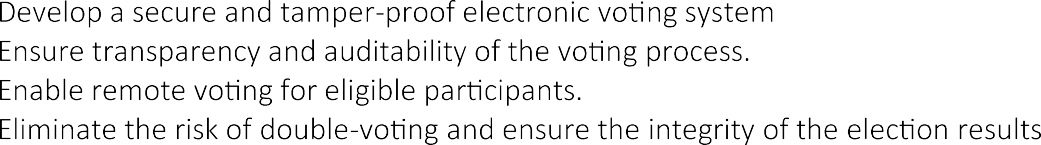 Develop a secure and tamper-proof electronic voting system
Ensure transparency and auditability of the voting process.
Enable remote voting for eligible participants.
Eliminate the risk of double-voting and ensure the integrity of the election results